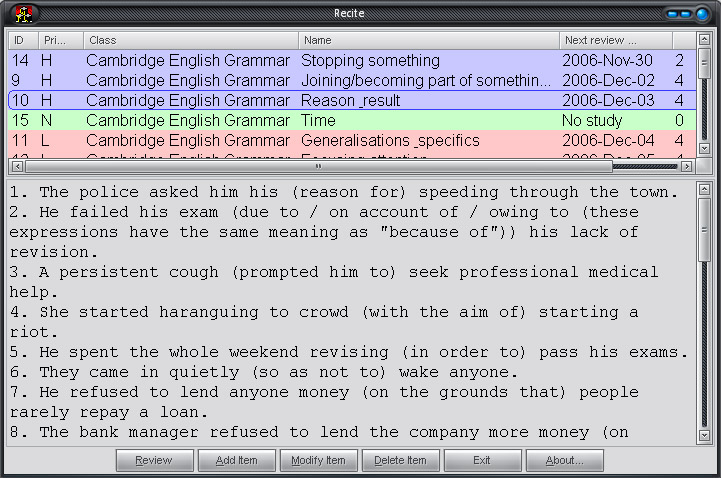 Recite
ID Pri... Class Name Next review ...
14 H Cambridge English Grammar Stopping something 2006-Nov-30 2
9 H Cambridge English Grammar Joining/becoming part of somethin... 2006-Dec-02 4
10 H Cambridge English Grammar Reason _result 2006-Dec-03 4
15 N Cambridge English Grammar Time No study 0
11 L Cambridge English Grammar Generalisations _specifics 2006-Dec-04 4
1. The police asked him his (reason for) speeding through the town.
2. He failed his exam (due to / on account of / owing to (these
expressions have the same meaning as "because of")) his lack of
revision.
3. A persistent cough (prompted him to) seek professional medical
help.
4. She started haranguing to crowd (with the aim of) starting a
riot.
5. He spent the whole weekend revising (in order to) pass his exams.
6. They came in quietly (so as not to) wake anyone.
7. He refused to lend anyone money (on the grounds that) people
rarely repay a loan.
8. The bank manager refused to lend the company more money (on
Review Add Item Modify Item Delete Item Exit About...